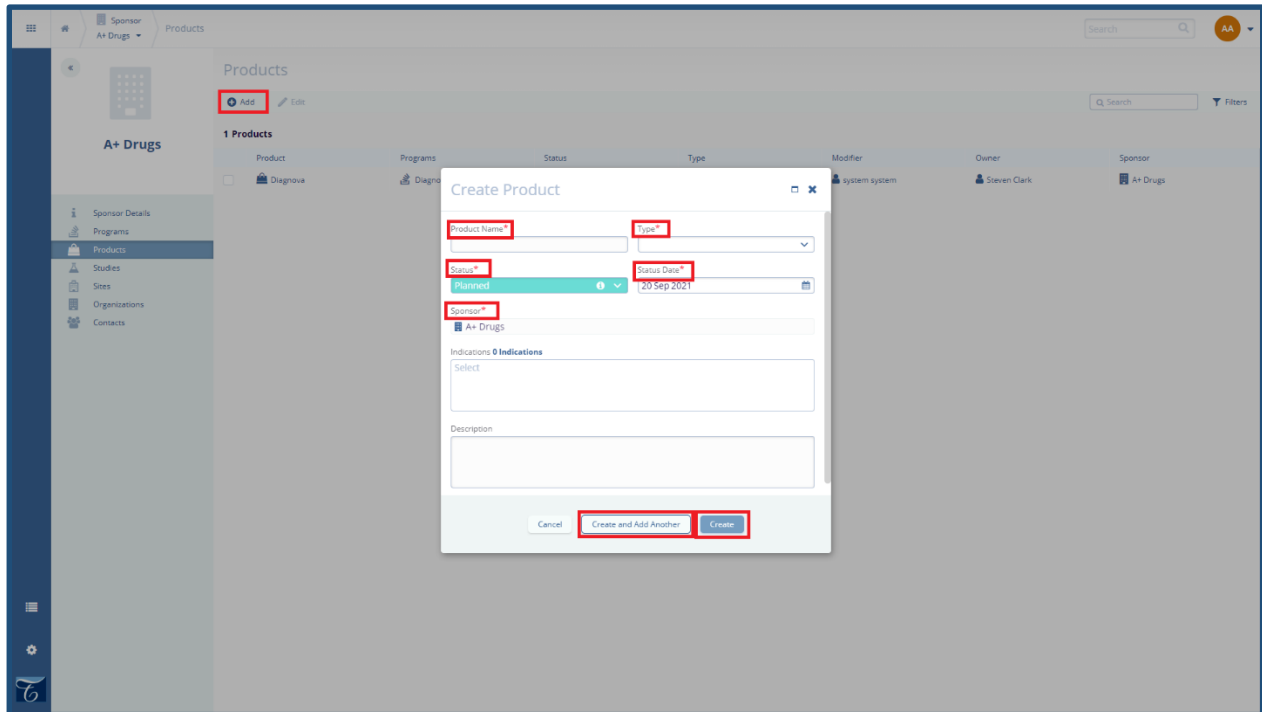 Sponsor
A+ Drugs
Products
Search
AA
Products
Add
Edit
Search
Filters
A+ Drugs
1 Products
Product
Programs
Status
Type
Modifier
Owner
Sponsor
Diagnova
Diagno
system system
Steven Clark
A+ Drugs
Sponsor Details
Programs
Products
Studies
Sites
Organizations
Contacts
Create Product
Product Name*
Type*
Status*
Status Date*
Planned
20 Sep 2021
Sponsor*
A+ Drugs
Indications 0 Indications
Select
Description
Cancel
Create and Add Another
Create